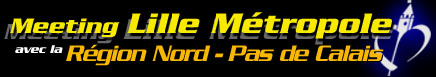 Meeting Lille Métropole
avec la Région Nord - Pas de Calais